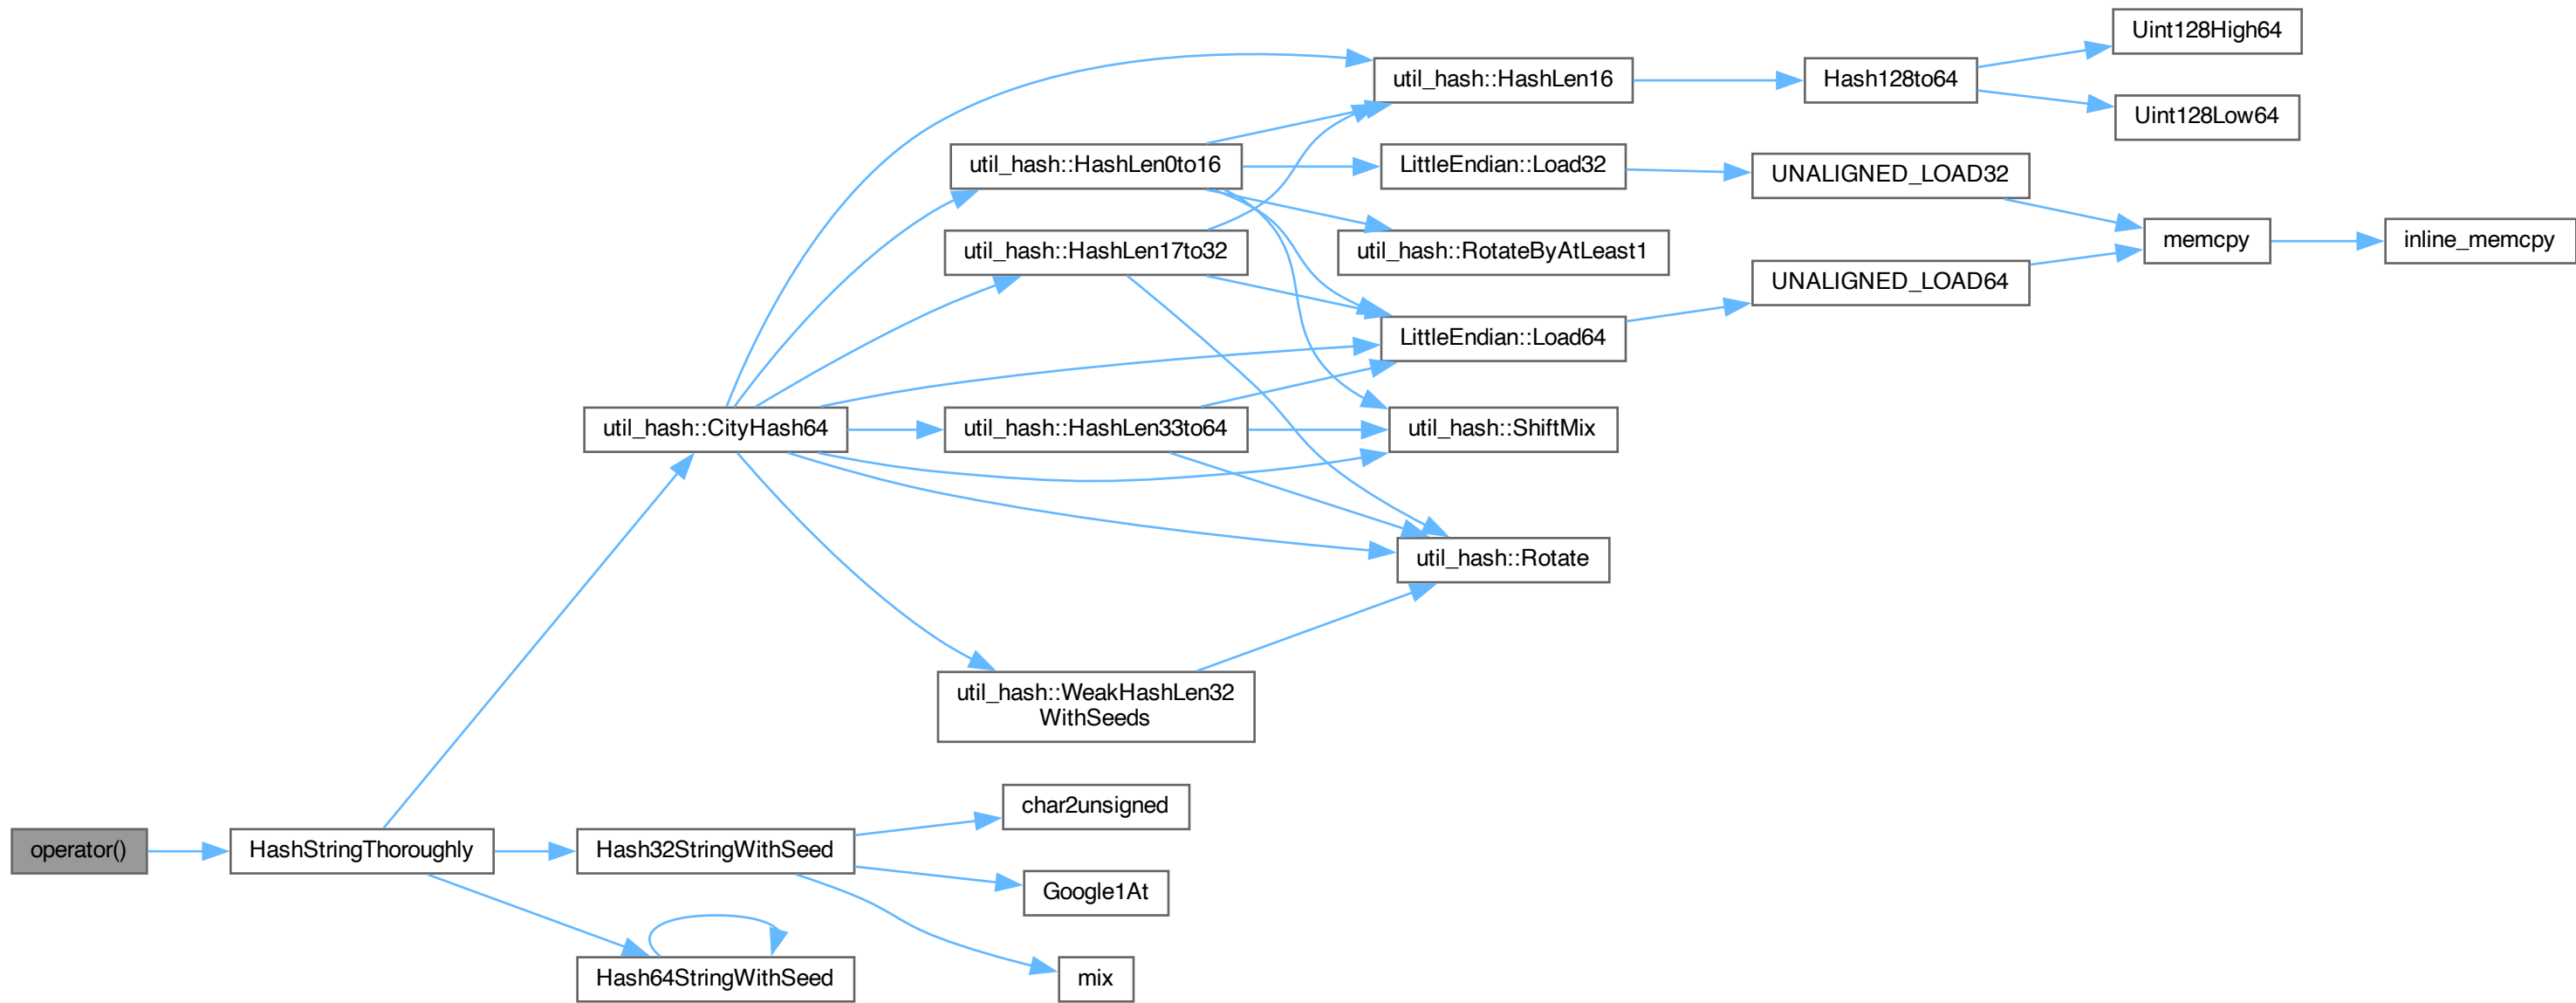 operator()
HashStringThoroughly
util_hash::CityHash64
Hash32StringWithSeed
Hash64StringWithSeed
util_hash::HashLen0to16
util_hash::HashLen17to32
util_hash::HashLen33to64
util_hash::WeakHashLen32
WithSeeds
char2unsigned
Google1At
mix
util_hash::HashLen16
LittleEndian::Load32
util_hash::RotateByAtLeast1
LittleEndian::Load64
util_hash::ShiftMix
util_hash::Rotate
Hash128to64
UNALIGNED_LOAD32
UNALIGNED_LOAD64
Uint128High64
Uint128Low64
memcpy
inline_memcpy